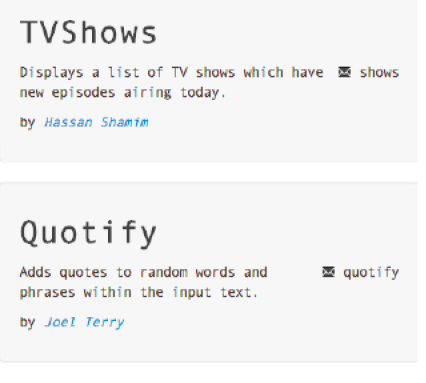 TVShows
Displays a list of TV shows which have ✉ shows
new episodes airing today.
by Hassan Shamim
Quotify
Adds quotes to random words and ✉ quotify
phrases within the input text.
by Joel Terry